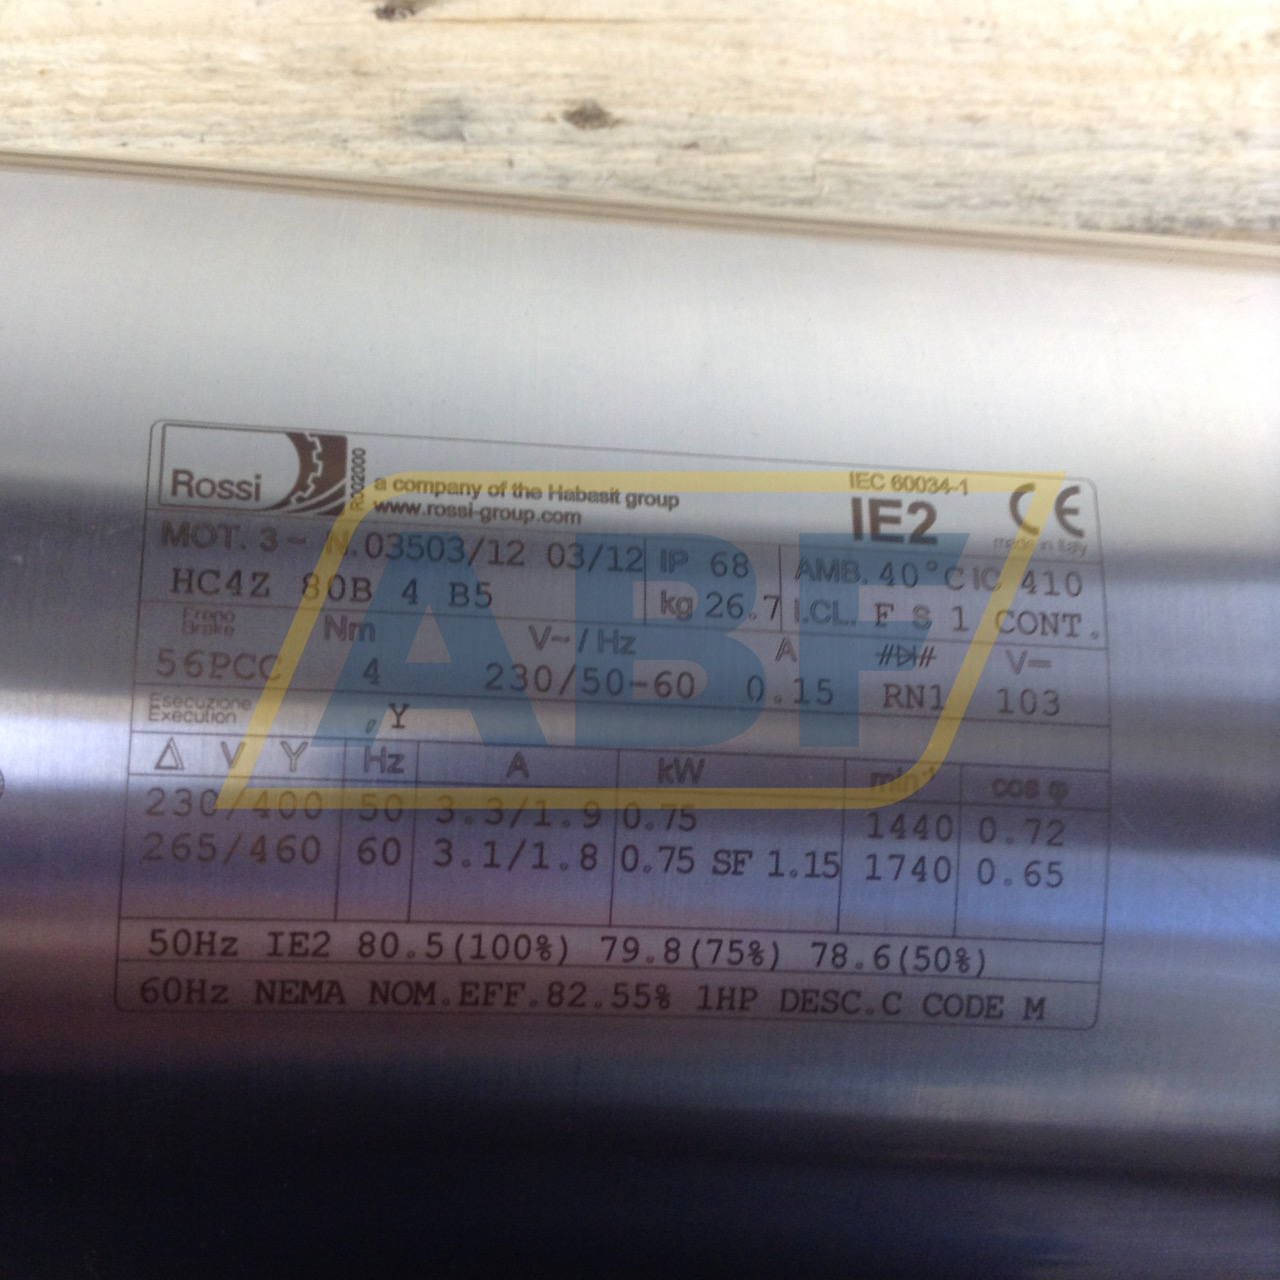 Rossi
R002000
a company of the Habasit group
www.rossi-group.com
IEC 60034-1
IE2
CE
made in Italy
MOT. 3~ N.03503/12 03/12 IP 68 AMB. 40°C IC 410
HC4Z 80B 4 B5 kg 26.7 I.CL. F S 1 CONT.
Freno
Brake Nm V~/Hz A V=
56PCC 4 230/50-60 0.15 RN1 103
Esecuzione
Execution ,Y
Δ V Y Hz A kW min-1 cos φ
230/400 50 3.3/1.9 0.75 1440 0.72
265/460 60 3.1/1.8 0.75 SF 1.15 1740 0.65
50Hz IE2 80.5(100%) 79.8(75%) 78.6(50%)
60Hz NEMA NOM.EFF.82.55% 1HP DESC.C CODE M
ABF